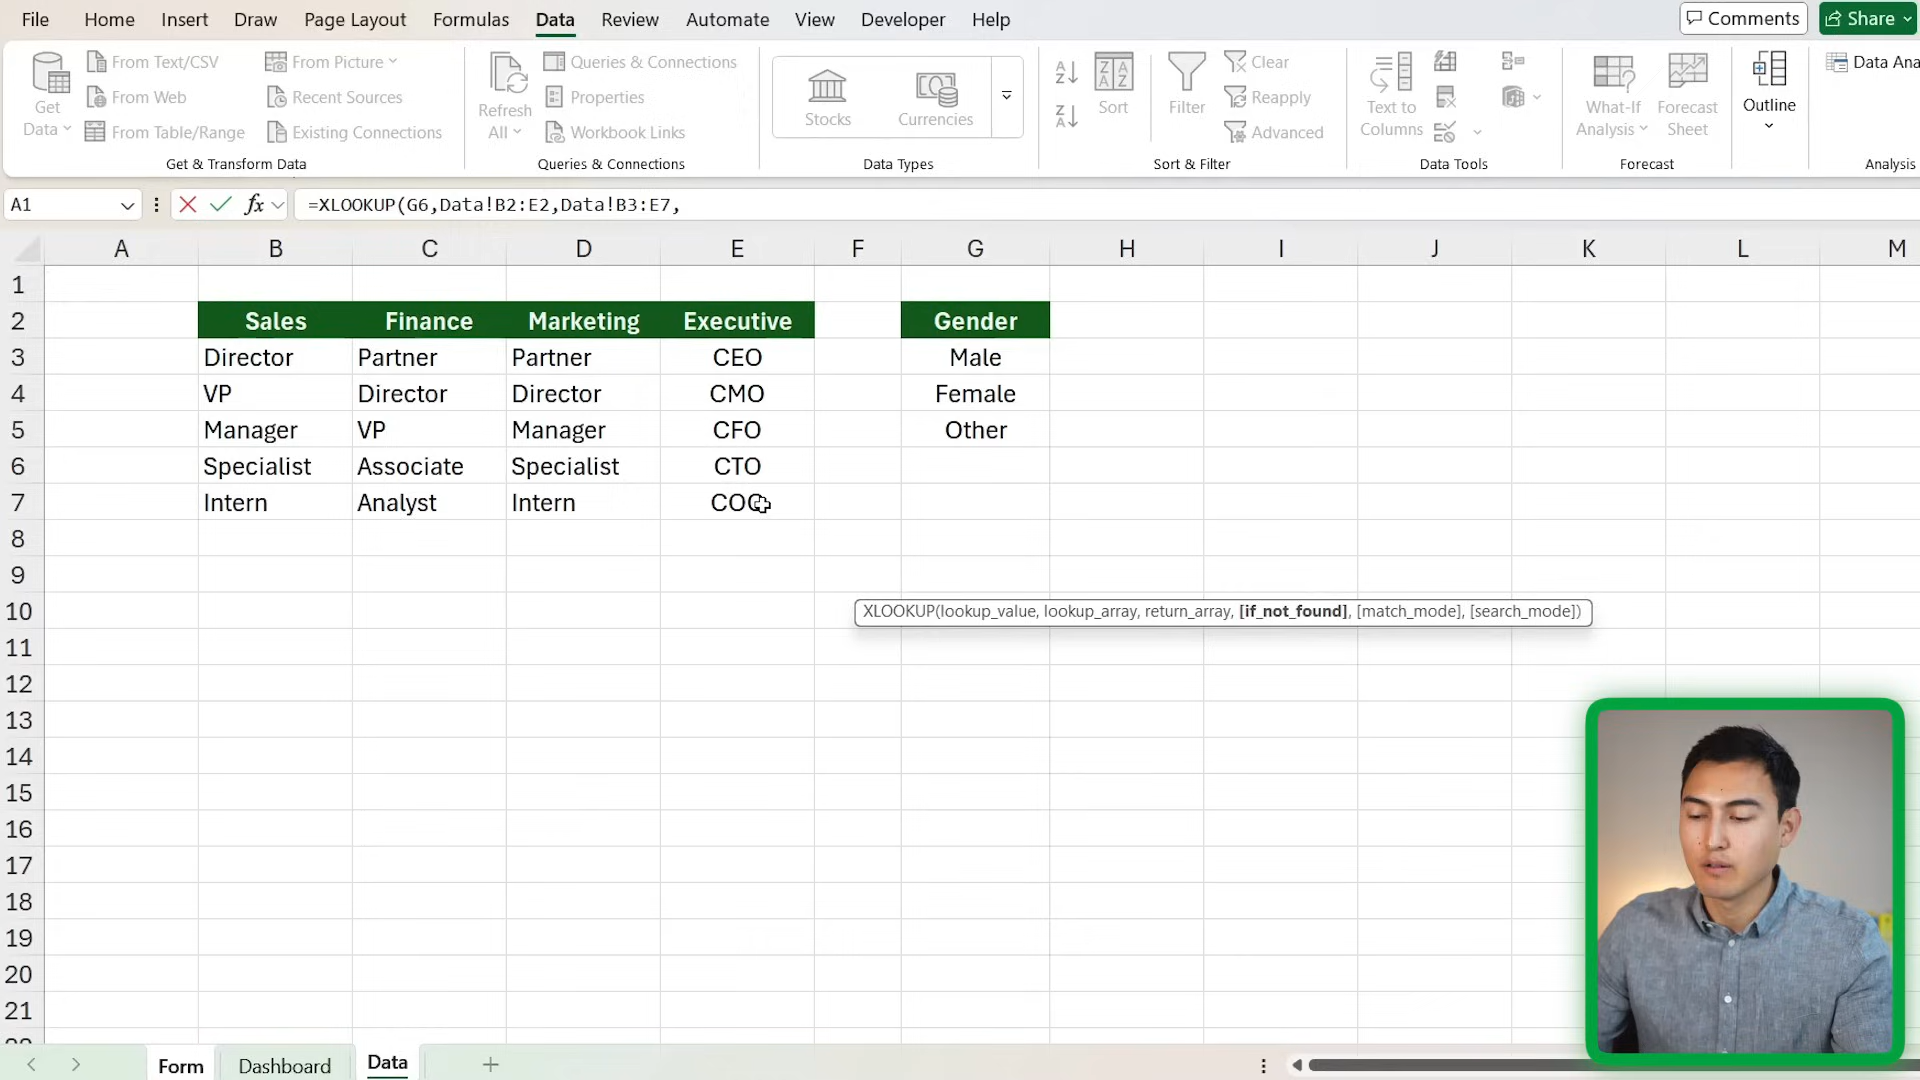 File Home Insert Draw Page Layout Formulas Data Review Automate View Developer Help Comments Share
Get Data
From Text/CSV
From Web
From Table/Range
From Picture
Recent Sources
Existing Connections
Get & Transform Data
Refresh All
Queries & Connections
Properties
Workbook Links
Queries & Connections
Stocks
Currencies
Data Types
Sort
Filter
Clear
Reapply
Advanced
Sort & Filter
Text to Columns
Data Tools
What-If Analysis
Forecast Sheet
Forecast
Outline
Data Ana
Analysis
A1 fx =XLOOKUP(G6,Data!B2:E2,Data!B3:E7,
A B C D E F G H I J K L M
1
2 Sales Finance Marketing Executive Gender
3 Director Partner Partner CEO Male
4 VP Director Director CMO Female
5 Manager VP Manager CFO Other
6 Specialist Associate Specialist CTO
7 Intern Analyst Intern COO
8
9
10
XLOOKUP(lookup_value, lookup_array, return_array, [if_not_found], [match_mode], [search_mode])
11
12
13
14
15
16
17
18
19
20
21
Form Dashboard Data